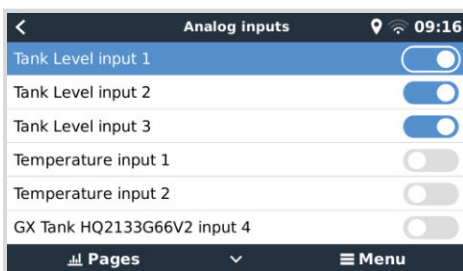 Analog inputs 09:16
Tank Level input 1
Tank Level input 2
Tank Level input 3
Temperature input 1
Temperature input 2
GX Tank HQ2133G66V2 input 4
Pages Menu